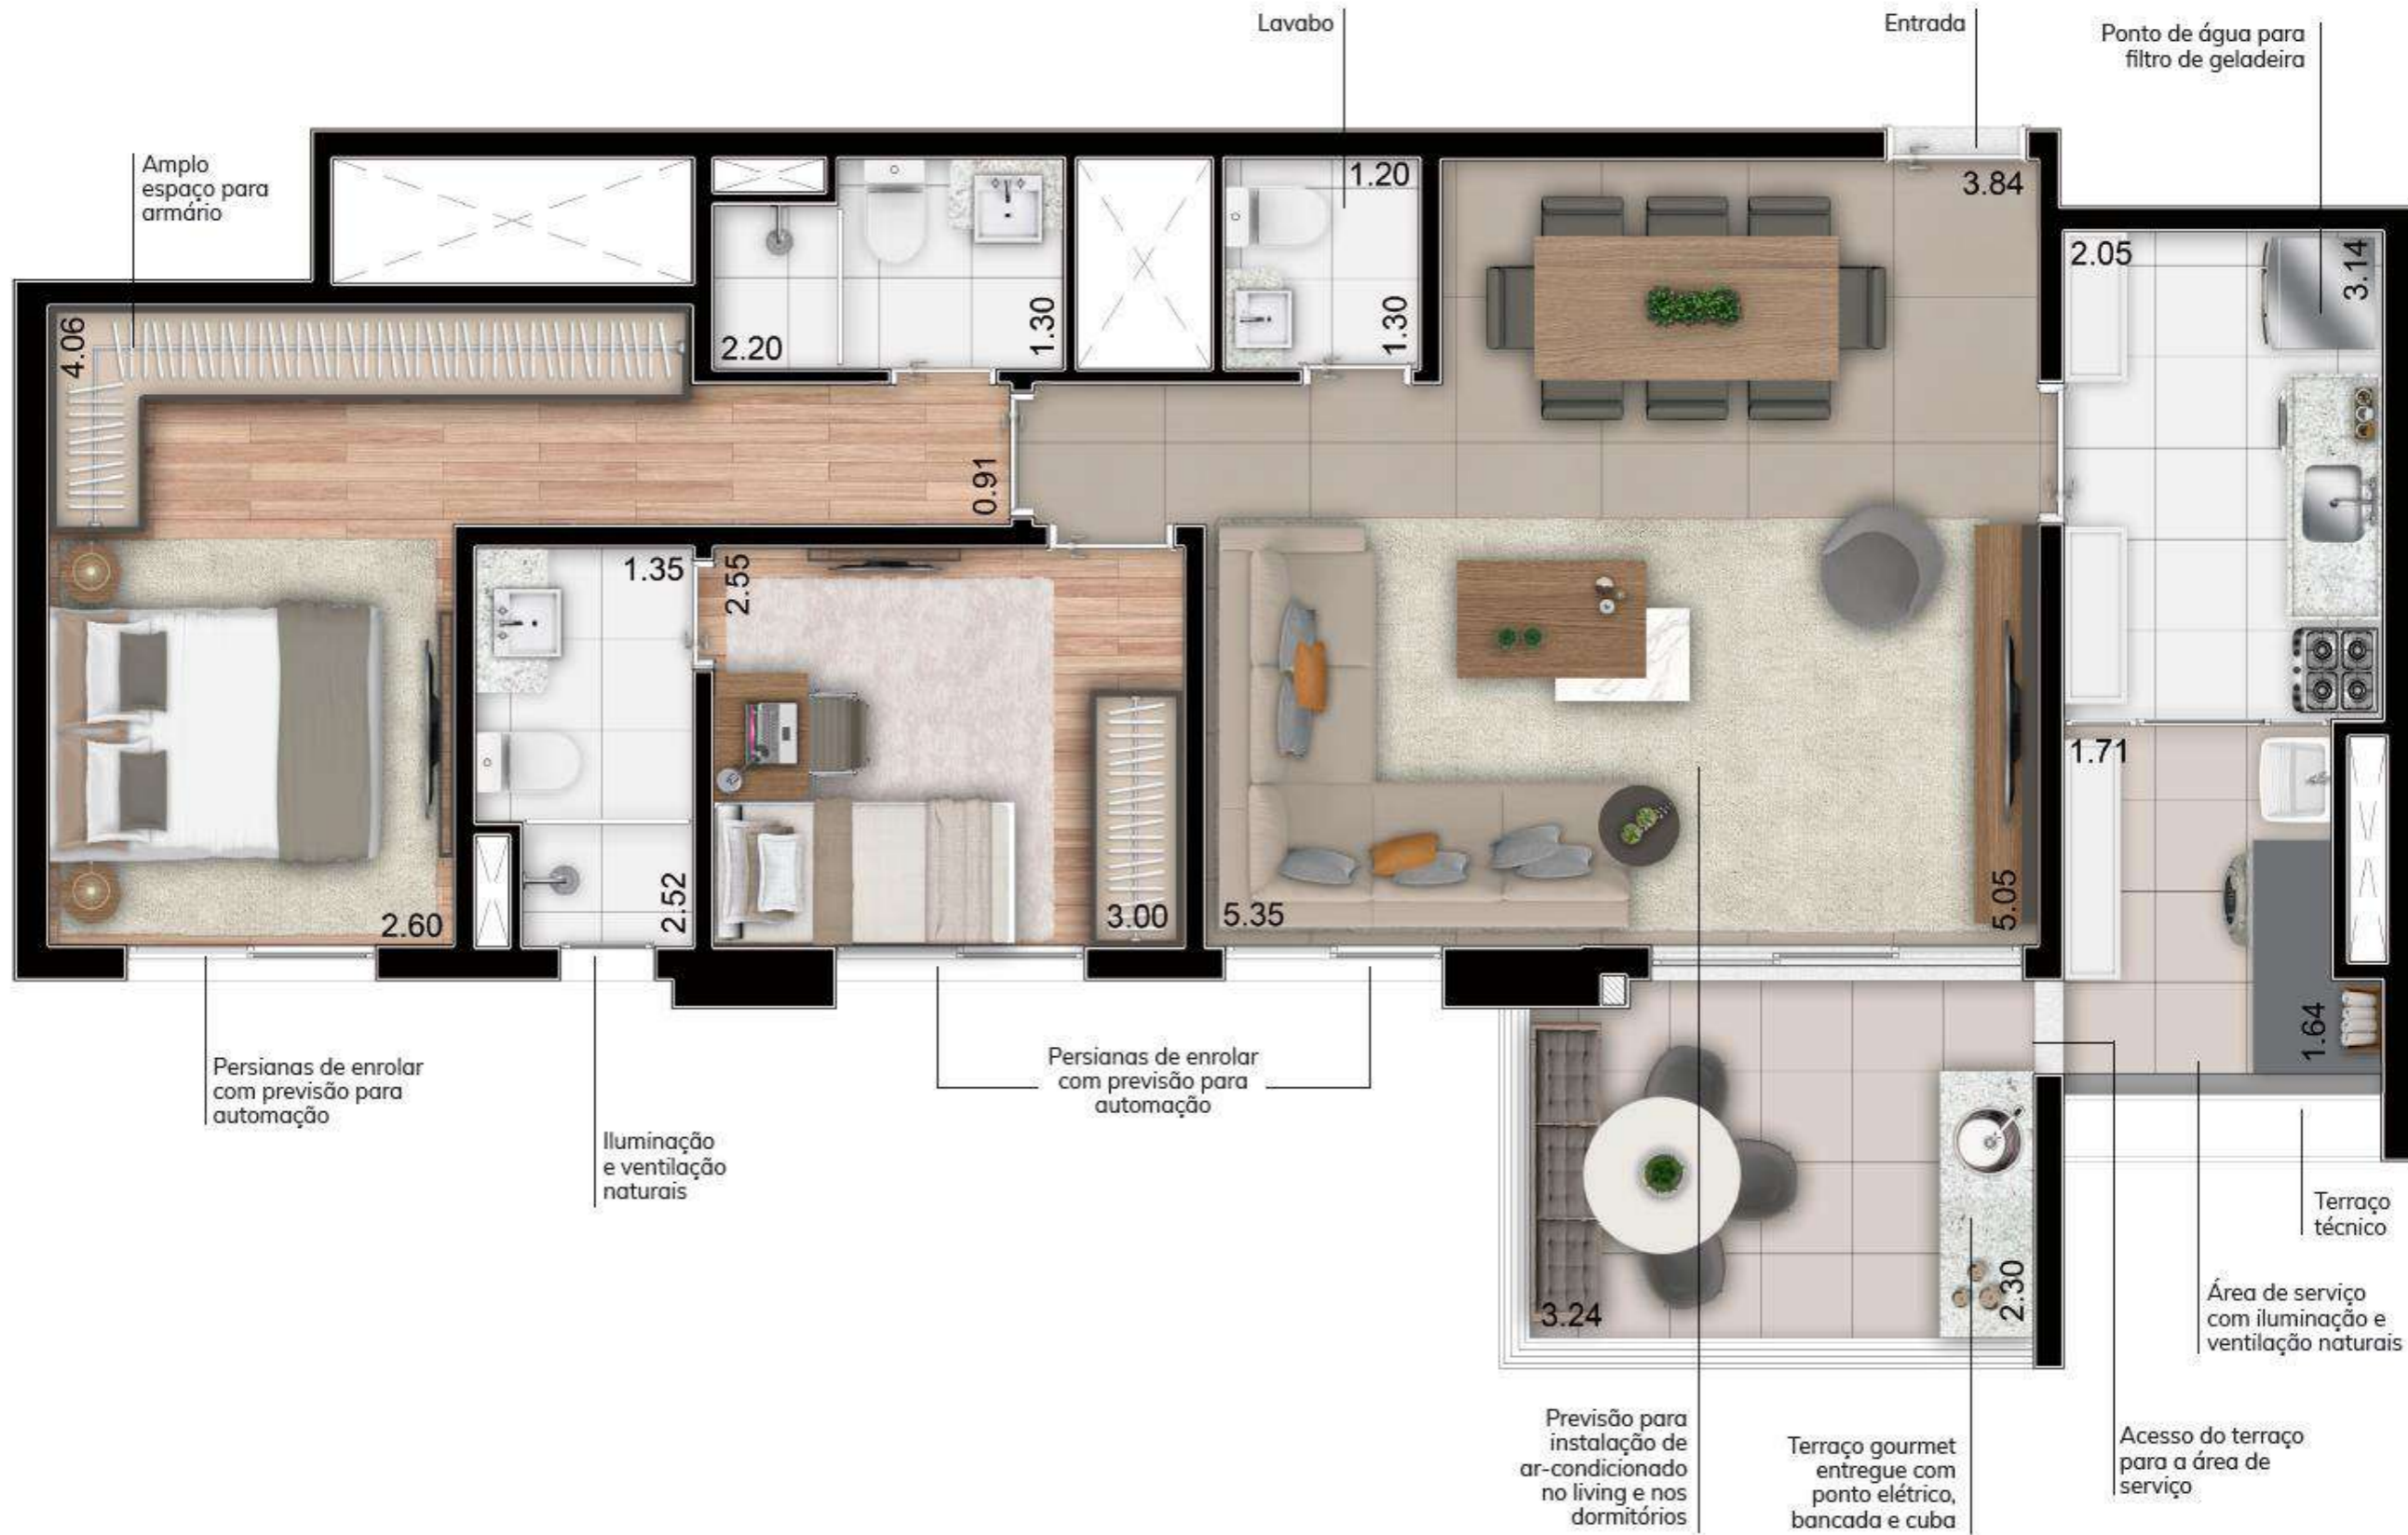 Lavabo
Entrada
Ponto de água para
filtro de geladeira
Amplo
espaço para
armário
1.20
3.84
2.05
3.14
4.06
2.20
1.30
1.30
0.91
1.35
2.55
1.71
2.52
2.60
3.00
5.35
5.05
1.64
Persianas de enrolar
com previsão para
automação
Persianas de enrolar
com previsão para
automação
Iluminação
e ventilação
naturais
Terraço
técnico
3.24
2.30
Área de serviço
com iluminação e
ventilação naturais
Previsão para
instalação de
ar-condicionado
no living e nos
dormitórios
Terraço gourmet
entregue com
ponto elétrico,
bancada e cuba
Acesso do terraço
para a área de
serviço